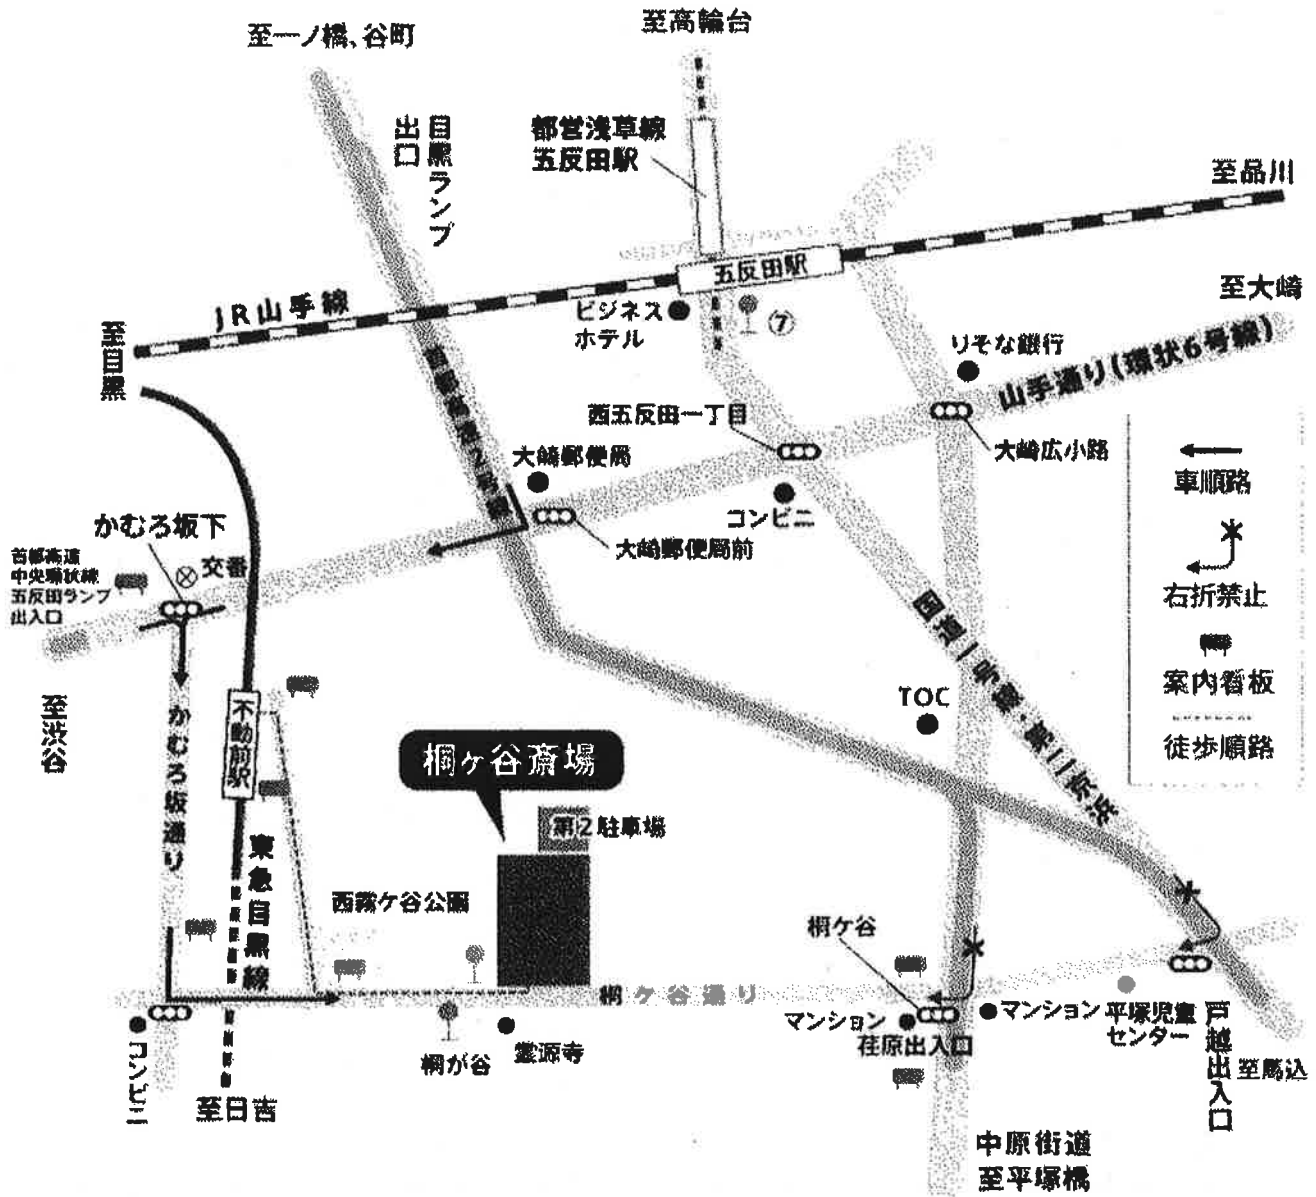 至一ノ橋、谷町
至高輪台
目黒ランプ
出口
都営浅草線
五反田駅
至品川
五反田駅
JR山手線
至目黒
ビジネス
ホテル
⑦
至大崎
りそな銀行
山手通り(環状6号線)
西五反田一丁目
大崎広小路
大崎郵便局
コンビニ
大崎郵便局前
かむろ坂下
交番
首都高速
中央環状線
五反田ランプ
出入口
至渋谷
かむろ坂通り
不動前駅
東急目黒線
国道1号線・第二京浜
TOC
車順路
右折禁止
案内看板
徒歩順路
桐ヶ谷斎場
第2駐車場
西霧ケ谷公園
桐ケ谷
桐ケ谷通り
コンビニ
至日吉
桐が谷
霊源寺
マンション
荏原出入口
マンション
平塚児童
センター
戸越出入口
至馬込
中原街道
至平塚橋